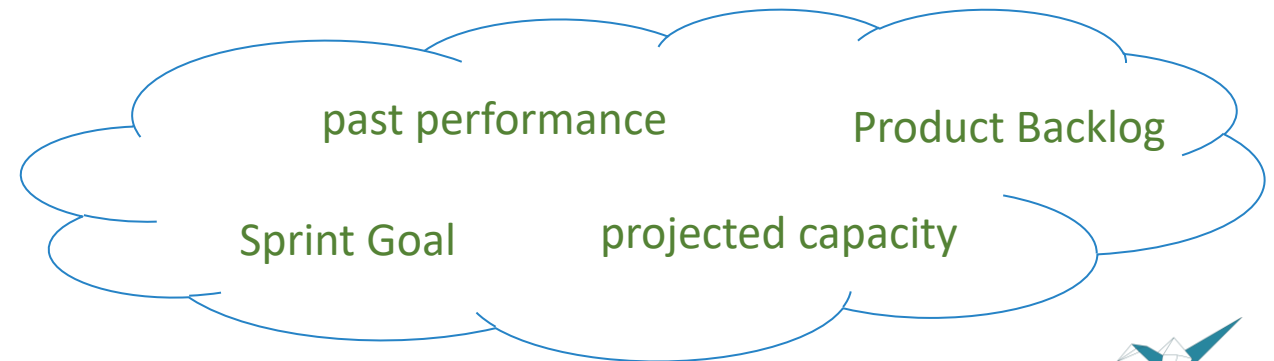 past performance
Product Backlog
Sprint Goal
projected capacity